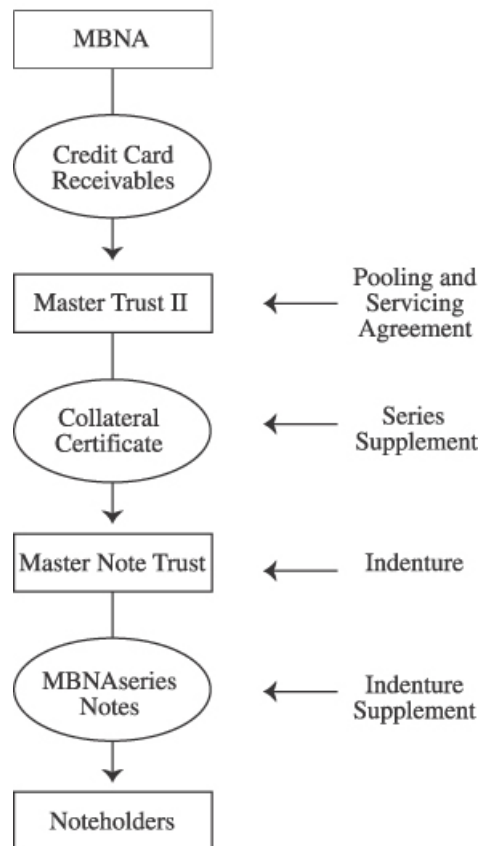 MBNA
Credit Card
Receivables
Master Trust II
Pooling and
Servicing
Agreement
Collateral
Certificate
Series
Supplement
Master Note Trust
Indenture
MBNAseries
Notes
Indenture
Supplement
Noteholders